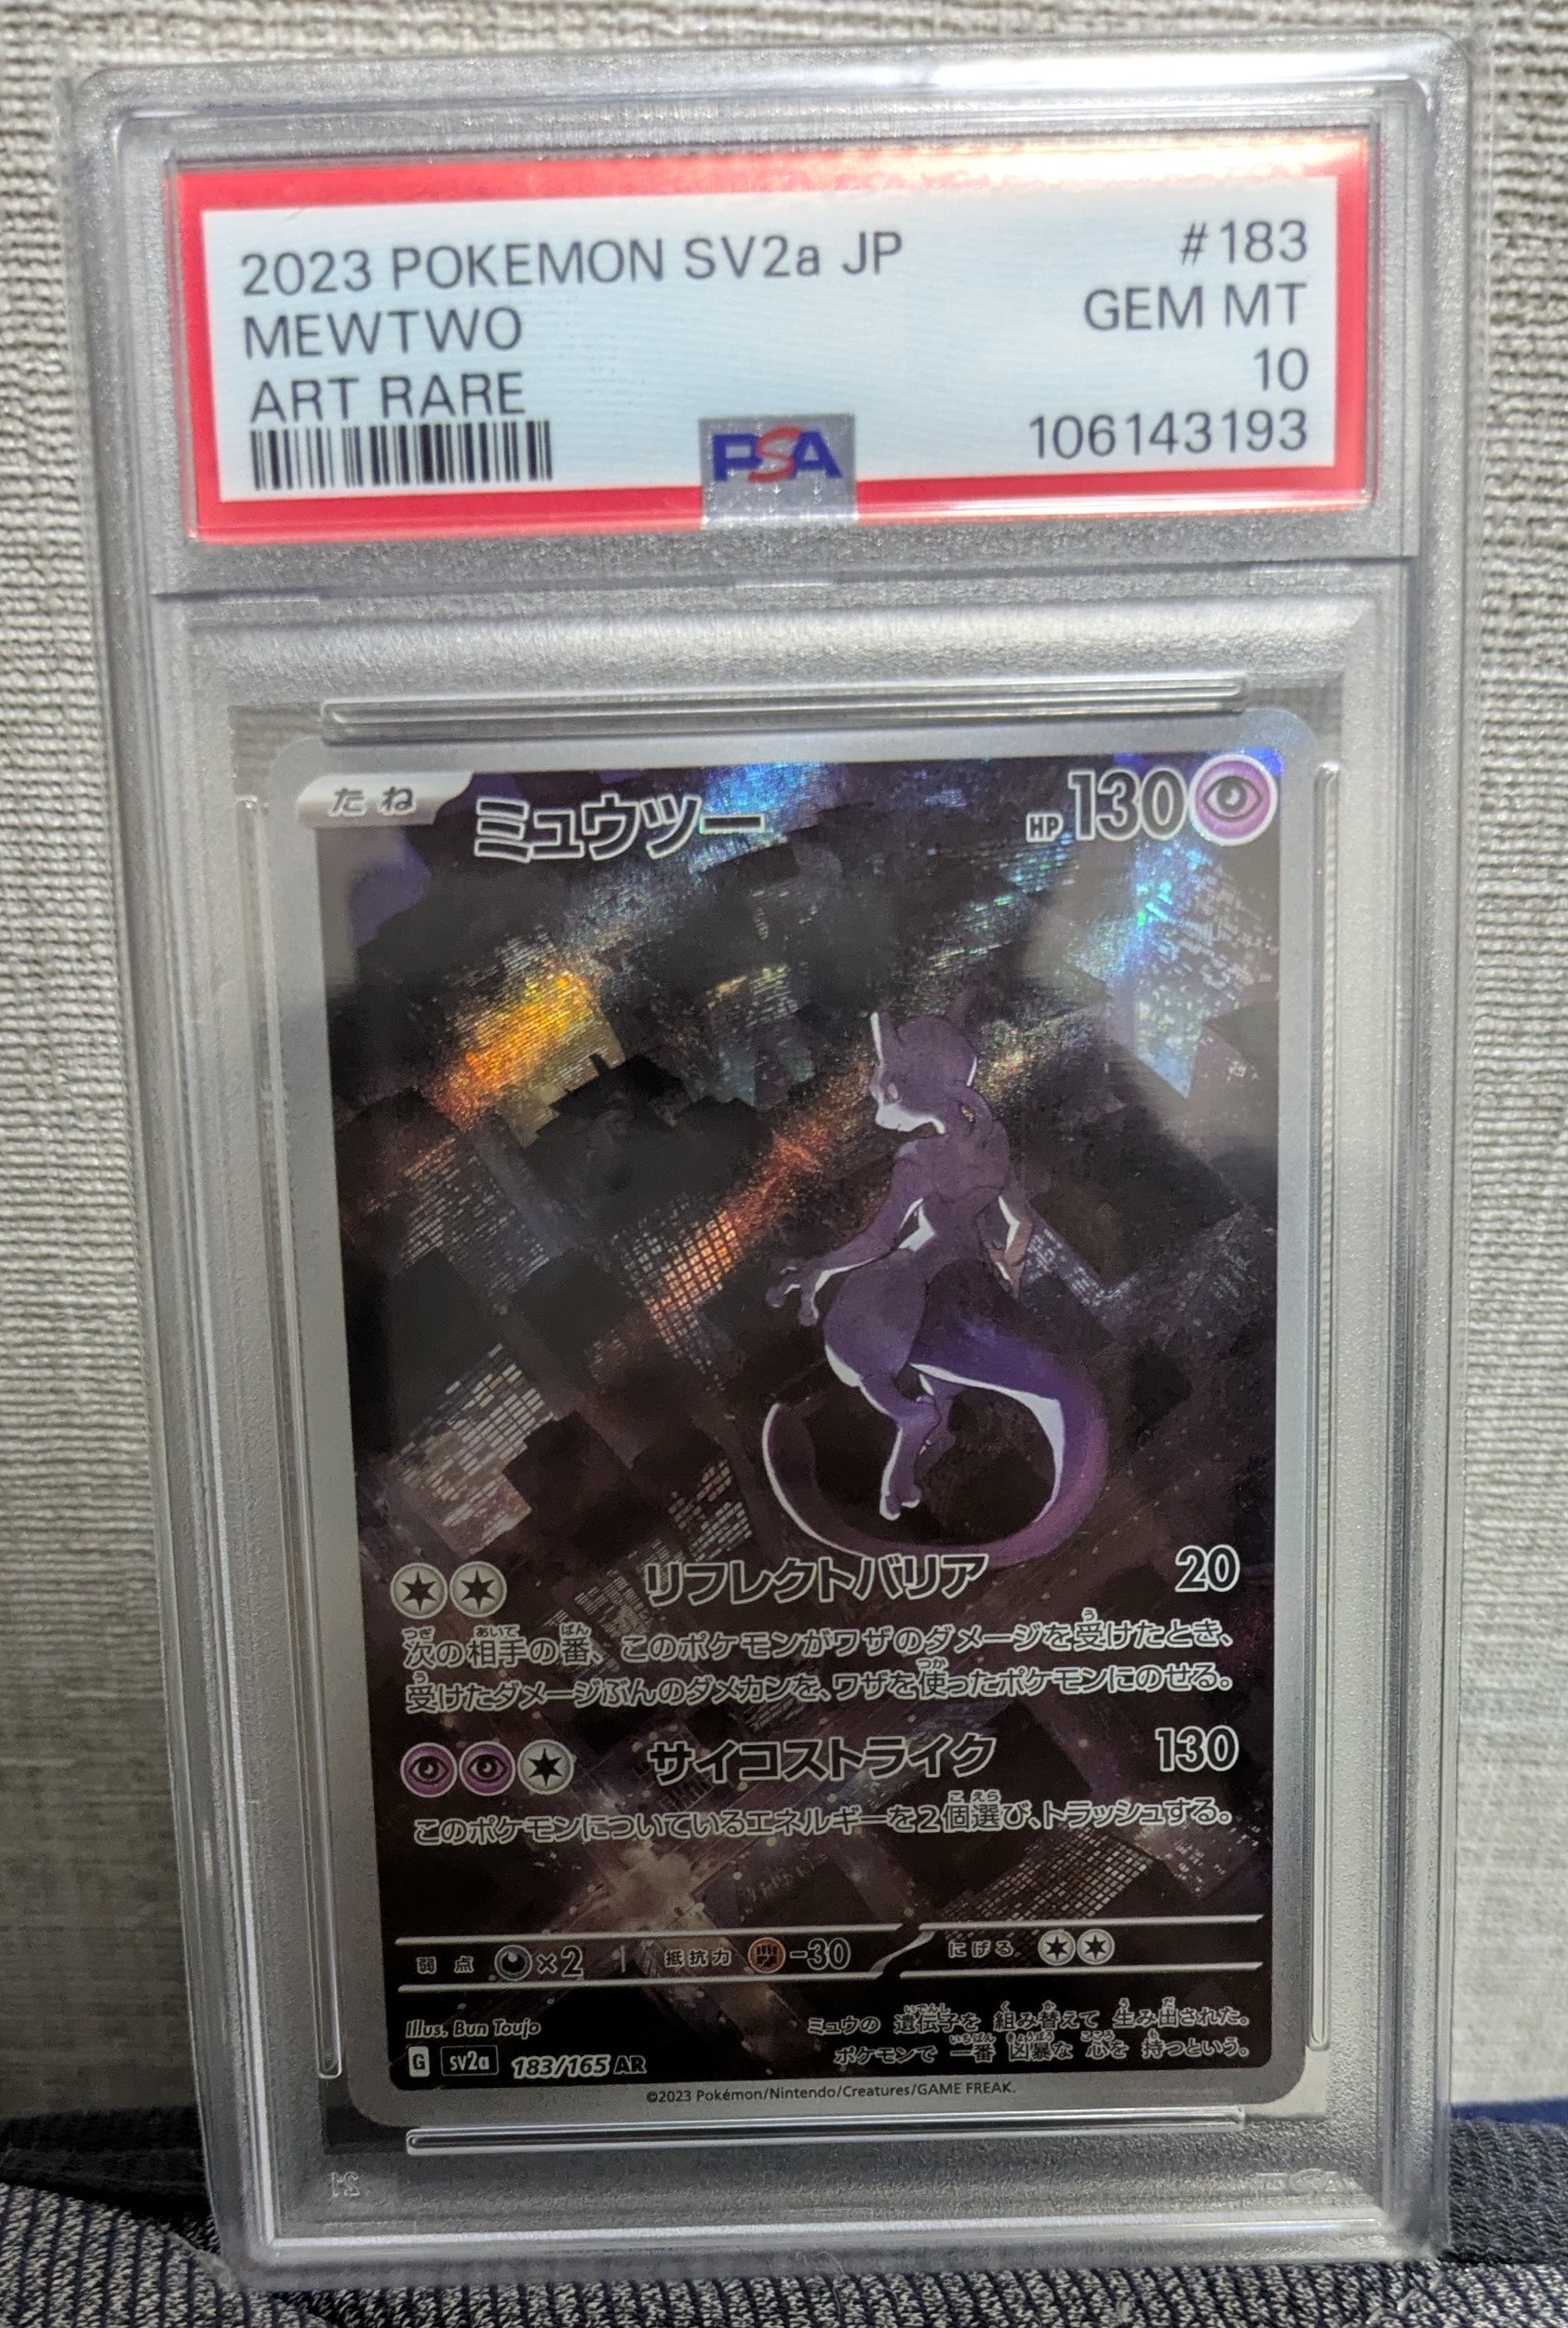 2023 POKEMON SV2a JP #183
MEWTWO GEM MT
ART RARE 10
PSA 106143193
たね ミュウツー HP 130
リフレクトバリア 20
次の相手の番、このポケモンがワザのダメージを受けたとき、
受けたダメージぶんのダメカンを、ワザを使ったポケモンにのせる。
サイコストライク 130
このポケモンについているエネルギーを2個選び、トラッシュする。
弱点 ×2 抵抗力 -30 にげる
Illus. Bun Toujo
ミュウの 遺伝子を 組み替えて 生み出された。
ポケモンで 一番 凶暴な 心を 持つという。
G sv2a 183/165 AR
©2023 Pokémon/Nintendo/Creatures/GAME FREAK.